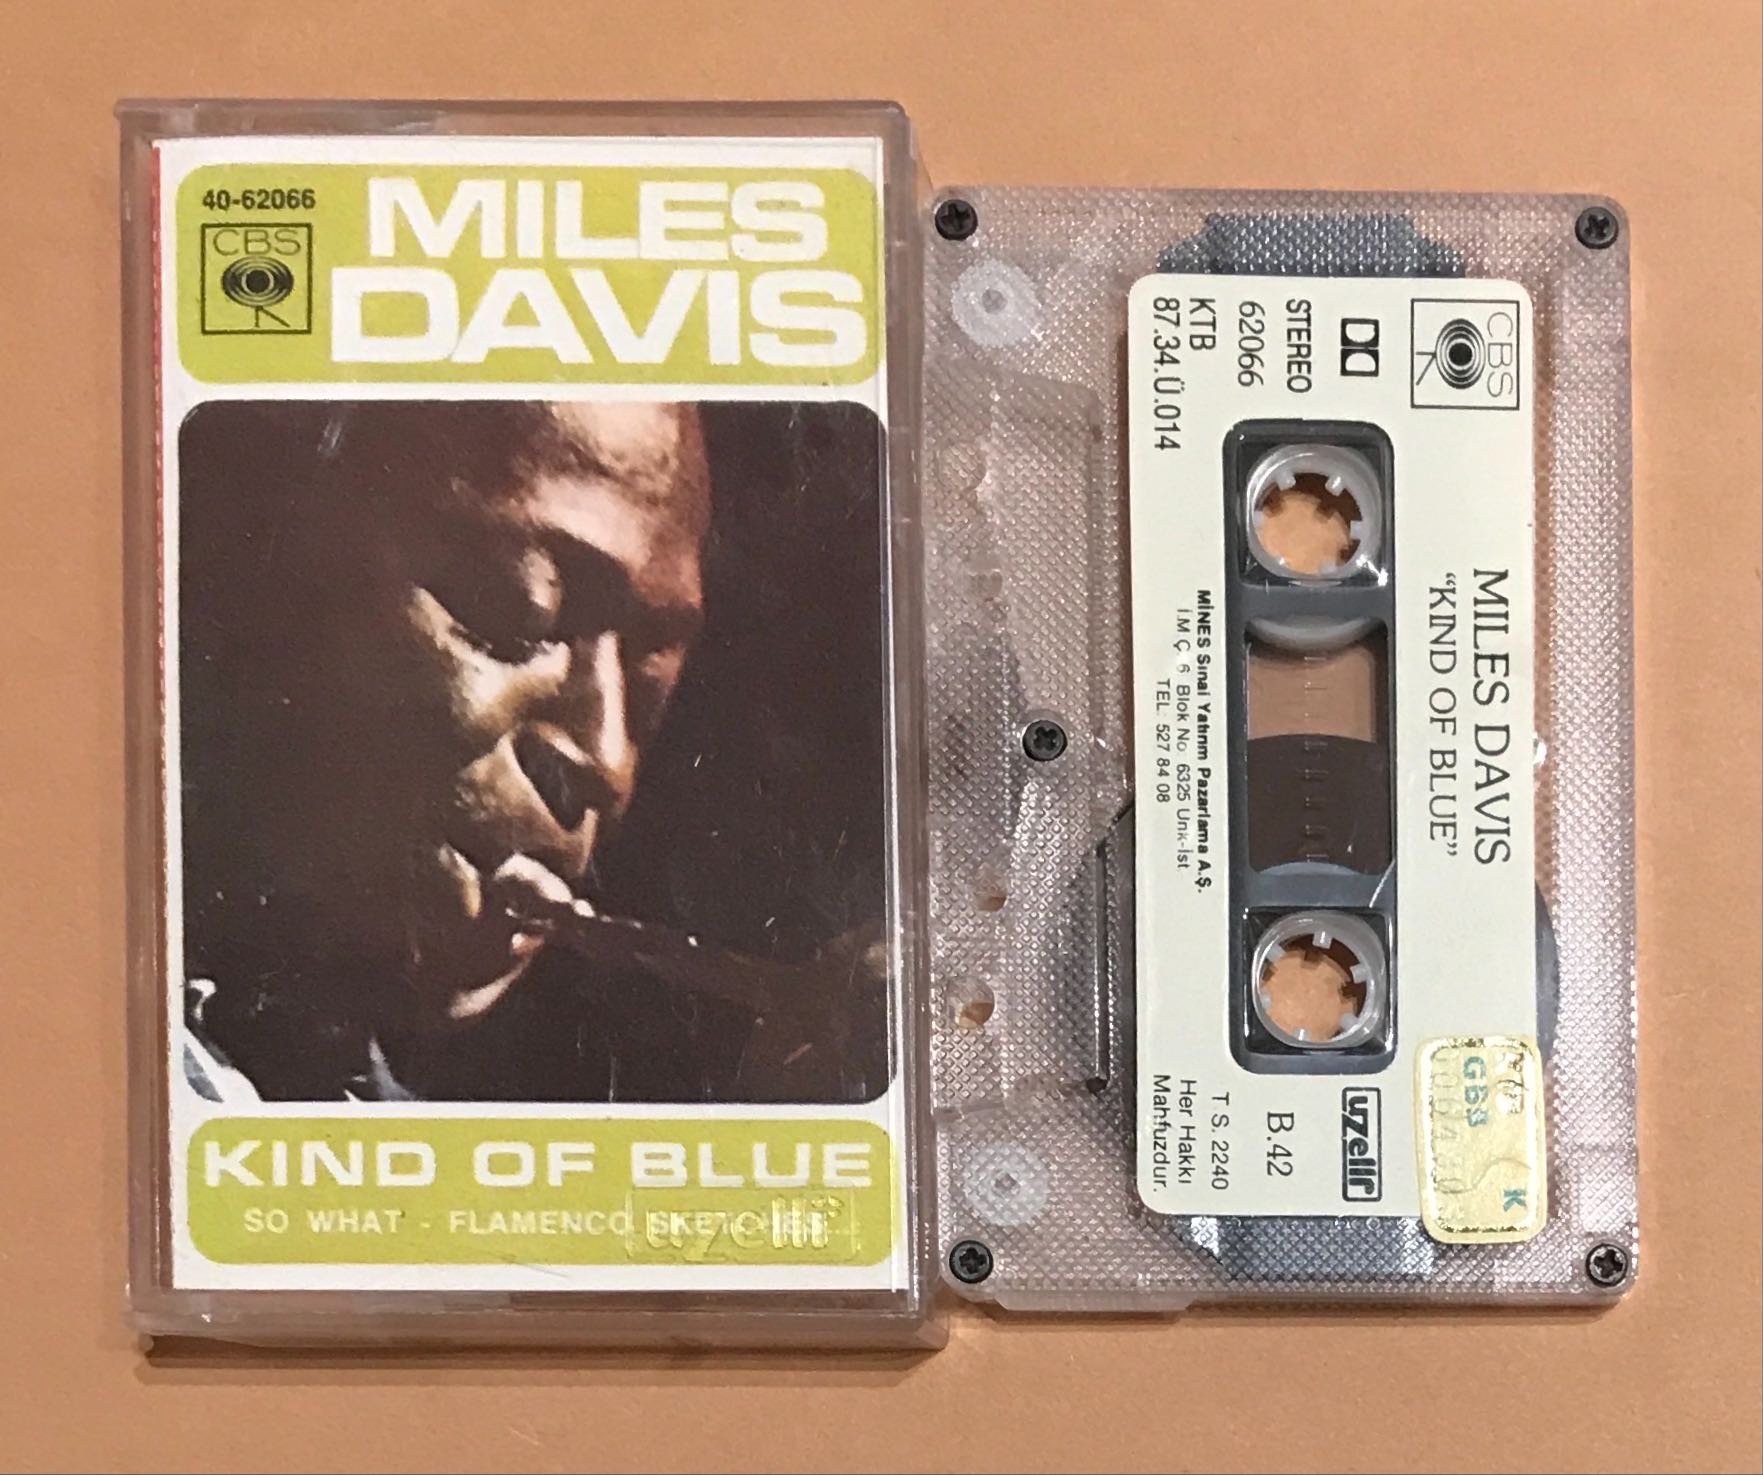 40-62066
CBS
MILES
DAVIS
KIND OF BLUE
SO WHAT - FLAMENCO SKETCHES
uzelli
CBS
MILES DAVIS
“KIND OF BLUE”
STEREO
62066
KTB
87.34.Ü.014
MİNES Sınai Yatırım Pazarlama A.Ş.
İ.M.Ç. 6. Blok No: 6325 Unk-İst.
TEL: 527 84 08
uzelli
B.42
T.S. 2240
Her Hakkı
Mahfuzdur.
K